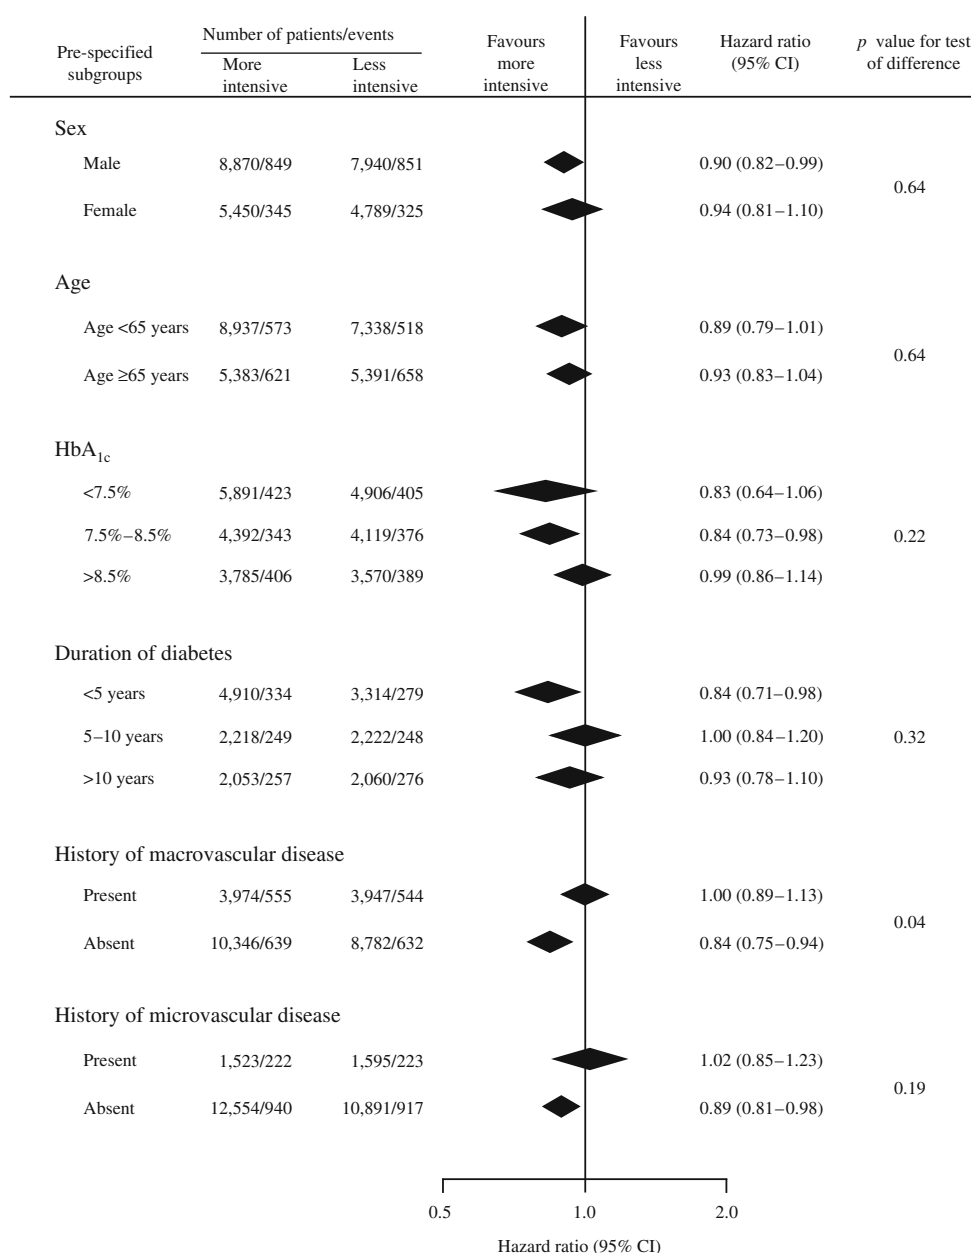 Pre-specified subgroups
Number of patients/events
More intensive
Less intensive
Favours more intensive
Favours less intensive
Hazard ratio (95% CI)
p value for test of difference
Sex
Male 8,870/849 7,940/851 0.90 (0.82–0.99)
0.64
Female 5,450/345 4,789/325 0.94 (0.81–1.10)
Age
Age <65 years 8,937/573 7,338/518 0.89 (0.79–1.01)
0.64
Age ≥65 years 5,383/621 5,391/658 0.93 (0.83–1.04)
HbA1c
<7.5% 5,891/423 4,906/405 0.83 (0.64–1.06)
7.5%–8.5% 4,392/343 4,119/376 0.84 (0.73–0.98) 0.22
>8.5% 3,785/406 3,570/389 0.99 (0.86–1.14)
Duration of diabetes
<5 years 4,910/334 3,314/279 0.84 (0.71–0.98)
5–10 years 2,218/249 2,222/248 1.00 (0.84–1.20) 0.32
>10 years 2,053/257 2,060/276 0.93 (0.78–1.10)
History of macrovascular disease
Present 3,974/555 3,947/544 1.00 (0.89–1.13)
0.04
Absent 10,346/639 8,782/632 0.84 (0.75–0.94)
History of microvascular disease
Present 1,523/222 1,595/223 1.02 (0.85–1.23)
0.19
Absent 12,554/940 10,891/917 0.89 (0.81–0.98)
0.5 1.0 2.0
Hazard ratio (95% CI)